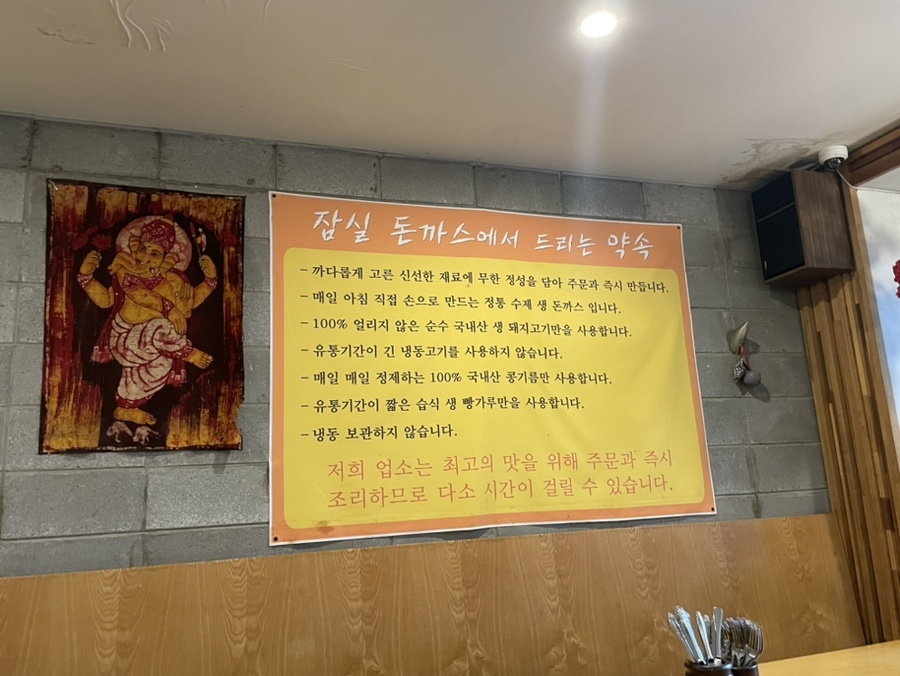 잠실 돈까스에서 드리는 약속
- 까다롭게 고른 신선한 재료에 무한 정성을 담아 주문과 즉시 만듭니다.
- 매일 아침 직접 손으로 만드는 정통 수제 생 돈까스 입니다.
- 100% 얼리지 않은 순수 국내산 생 돼지고기만을 사용합니다.
- 유통기간이 긴 냉동고기를 사용하지 않습니다.
- 매일 매일 정제하는 100% 국내산 콩기름만 사용합니다.
- 유통기간이 짧은 습식 생 빵가루만을 사용합니다.
- 냉동 보관하지 않습니다.
저희 업소는 최고의 맛을 위해 주문과 즉시
조리하므로 다소 시간이 걸릴 수 있습니다.